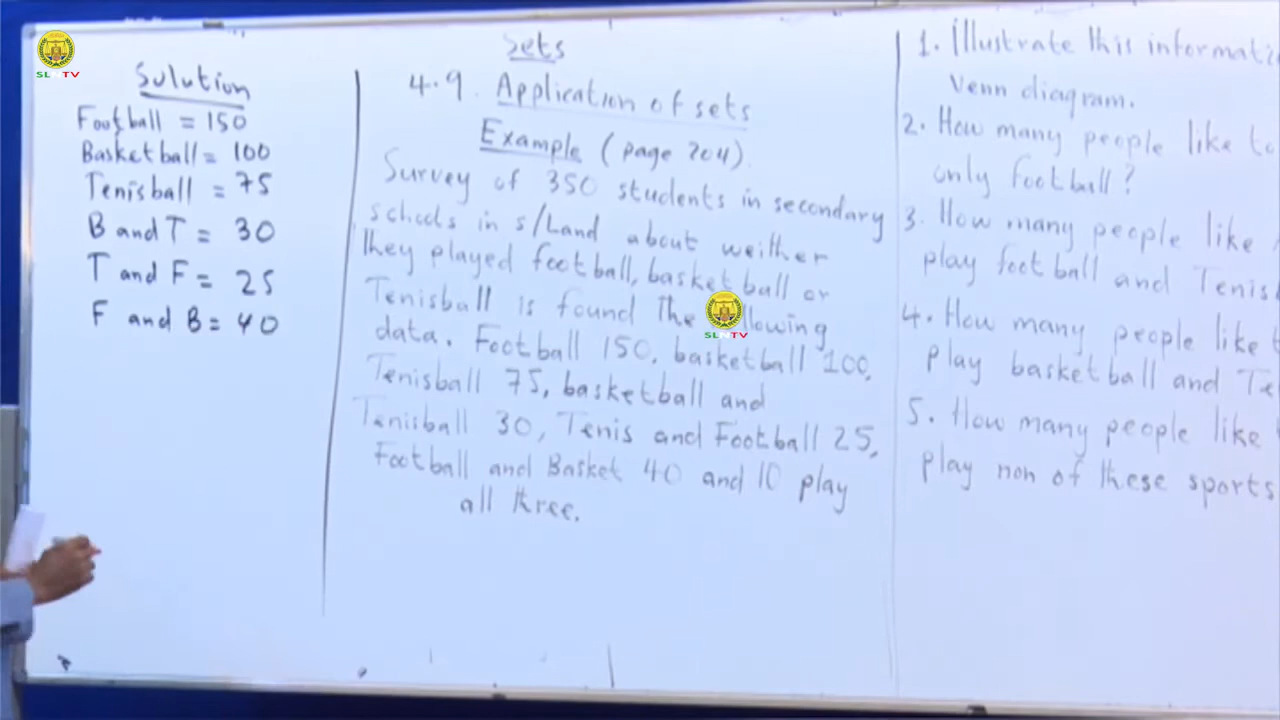 SLNTV
Solution
Football = 150
Basketball = 100
Tenisball = 75
B and T = 30
T and F = 25
F and B = 40
Sets
4.9. Application of sets
Example (page 204).
Survey of 350 students in secondary
schools in s/Land about weither
they played football, basketball or
Tenisball is found The llowing
data. Football 150, basketball 100,
Tenisball 75, basketball and
Tenisball 30, Tenis and Football 25,
Football and Basket 40 and 10 play
all three.
SLNTV
1. Illustrate this informati
Venn diagram.
2. How many people like to
only football?
3. How many people like
play football and Tenis
4. How many people like t
play basketball and Te
5. How many people like
play non of these sports